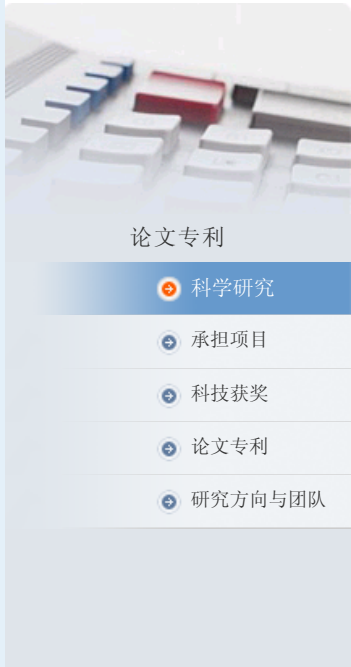 论文专利
科学研究
承担项目
科技获奖
论文专利
研究方向与团队